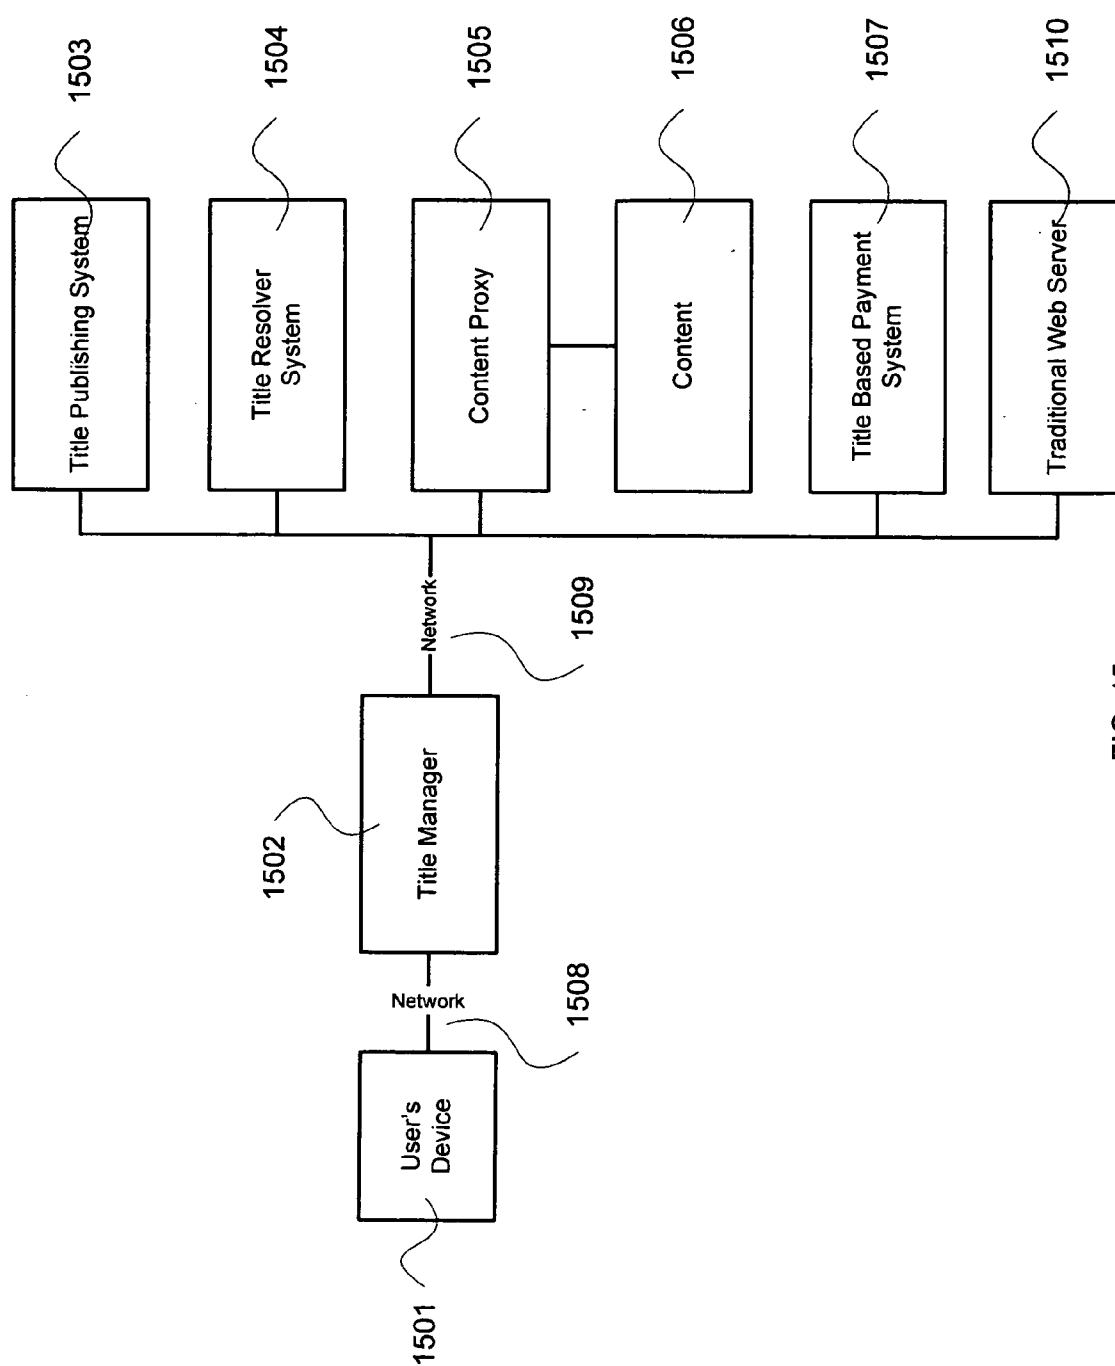 1503
Title Publishing System
1504
Title Resolver
System
1505
Content Proxy
1506
Content
1507
Title Based Payment
System
1510
Traditional Web Server
Network
1509
1502
Title Manager
Network
1508
User's
Device
1501